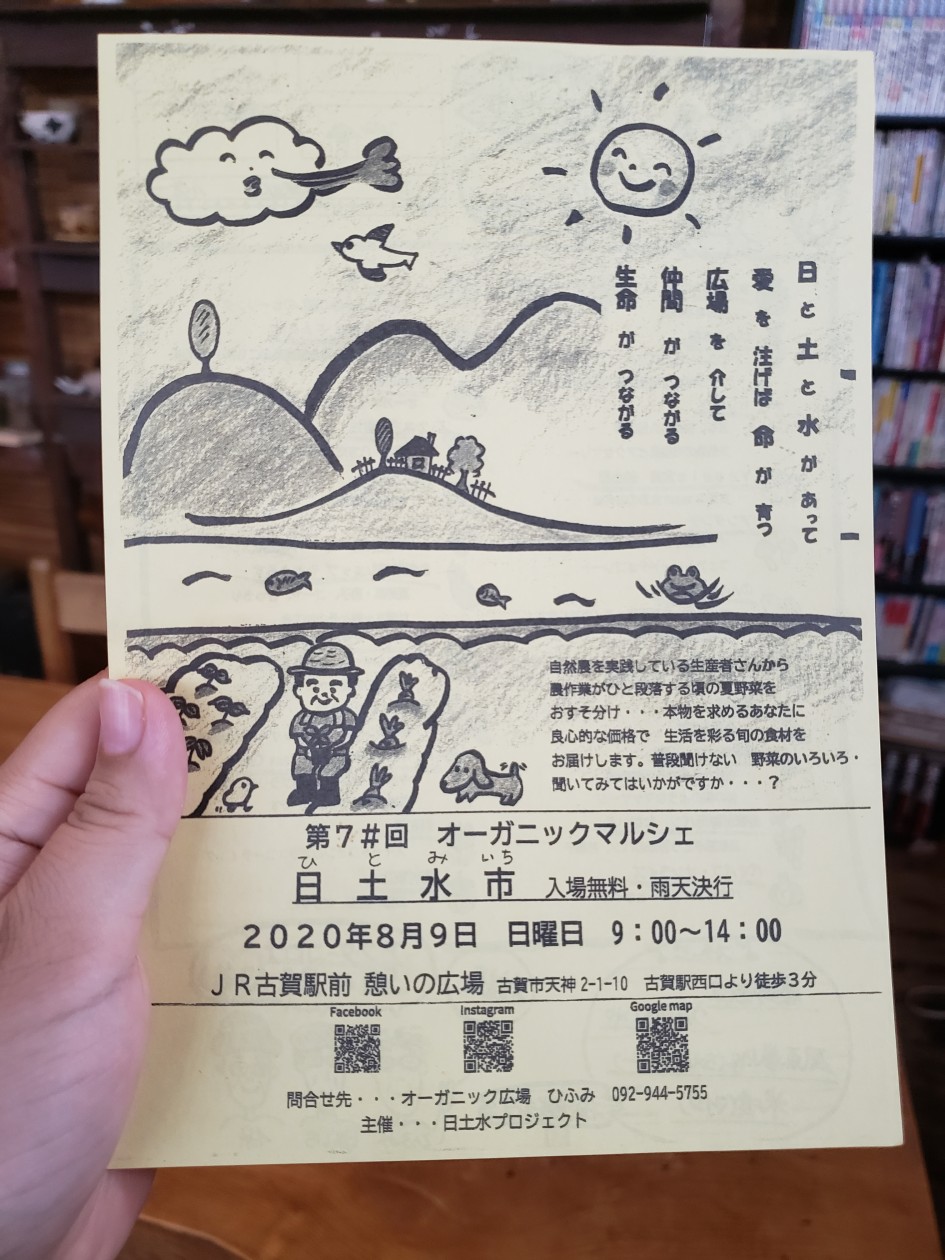 日と土と水があって
愛を注げば命が育つ
広場を介して
仲間がつながる
生命がつながる
自然農を実践している生産者さんから
農作業がひと段落する頃の夏野菜を
おすそ分け・・・本物を求めるあなたに
良心的な価格で　生活を彩る旬の食材を
お届けします。普段聞けない　野菜のいろいろ・
聞いてみてはいかがですか・・・？
第７#回　オーガニックマルシェ
ひ　と　み　いち
日　土　水　市　入場無料・雨天決行
２０２０年８月９日　日曜日　９：００～１４：００
ＪＲ古賀駅前　憩いの広場　古賀市天神 2-1-10　古賀駅西口より徒歩３分
Facebook　Instagram　Google map
問合せ先・・・オーガニック広場　ひふみ　092-944-5755
主催・・・日土水プロジェクト